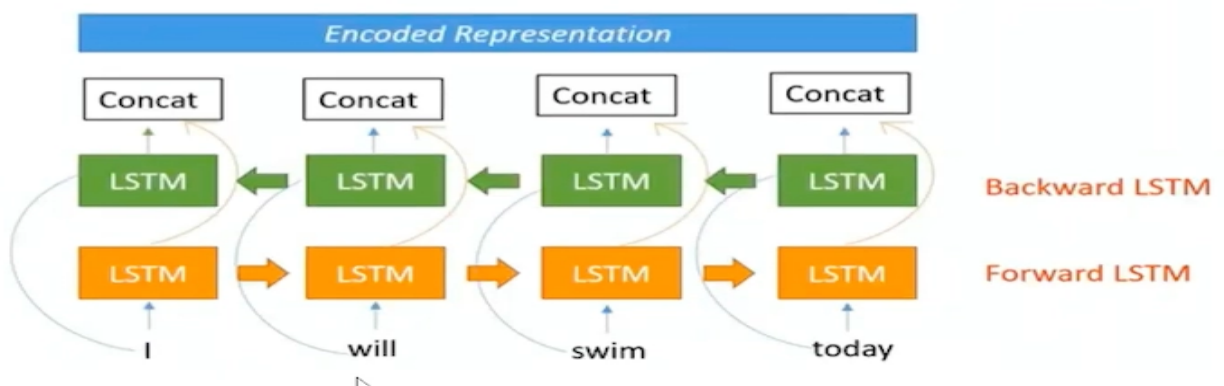 Encoded Representation
Concat Concat Concat Concat
LSTM LSTM LSTM LSTM Backward LSTM
LSTM LSTM LSTM LSTM Forward LSTM
I will swim today